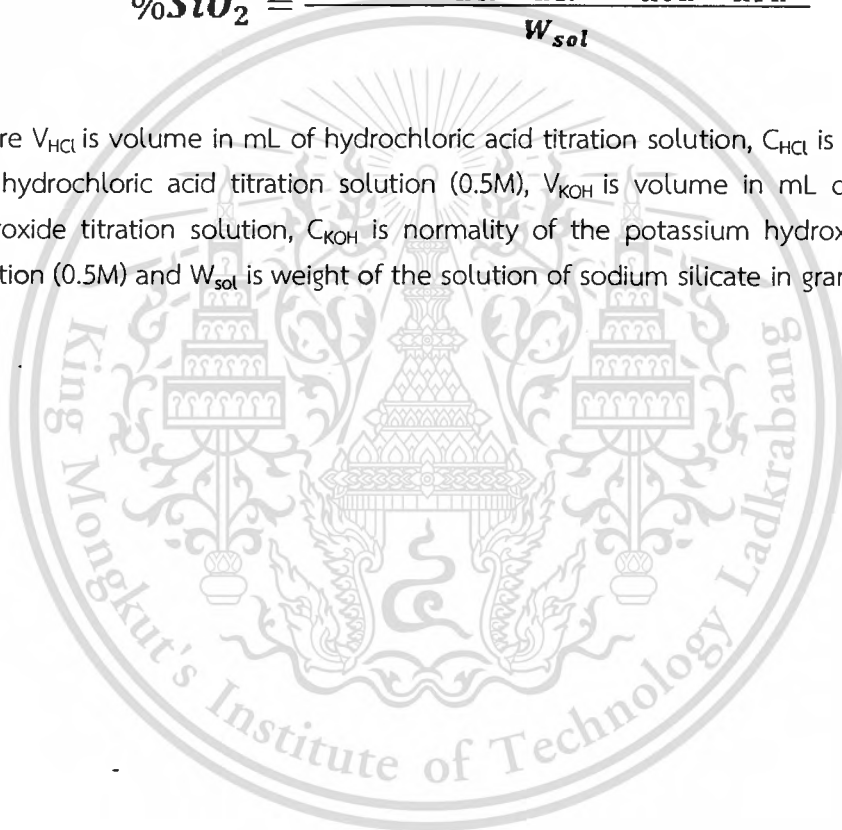 %SiO₂ =
W_sol
re V_HCl is volume in mL of hydrochloric acid titration solution, C_HCl is
hydrochloric acid titration solution (0.5M), V_KOH is volume in mL
oxide titration solution, C_KOH is normality of the potassium hydrox
tion (0.5M) and W_sol is weight of the solution of sodium silicate in gran
King Mongkut's Institute of Technology Ladkrabang